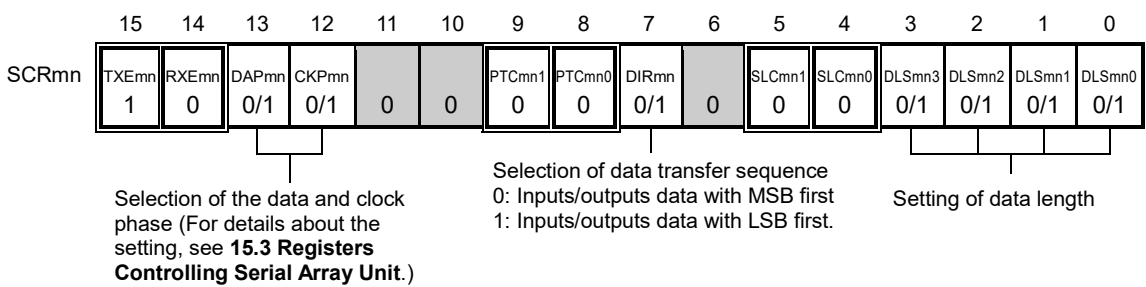 15 14 13 12 11 10 9 8 7 6 5 4 3 2 1 0
SCRmn TXEmn RXEmn DAPmn CKPmn PTCmn1 PTCmn0 DIRmn SLCmn1 SLCmn0 DLSmn3 DLSmn2 DLSmn1 DLSmn0
1 0 0/1 0/1 0 0 0 0 0/1 0 0 0 0/1 0/1 0/1 0/1
Selection of the data and clock
phase (For details about the
setting, see 15.3 Registers
Controlling Serial Array Unit.)
Selection of data transfer sequence
0: Inputs/outputs data with MSB first
1: Inputs/outputs data with LSB first.
Setting of data length